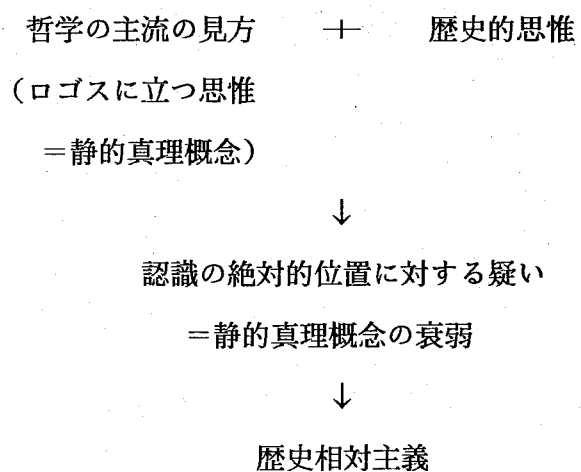 哲学の主流の見方 + 歴史的思惟
(ロゴスに立つ思惟
=静的真理概念)
↓
認識の絶対的位置に対する疑い
=静的真理概念の衰弱
↓
歴史相対主義